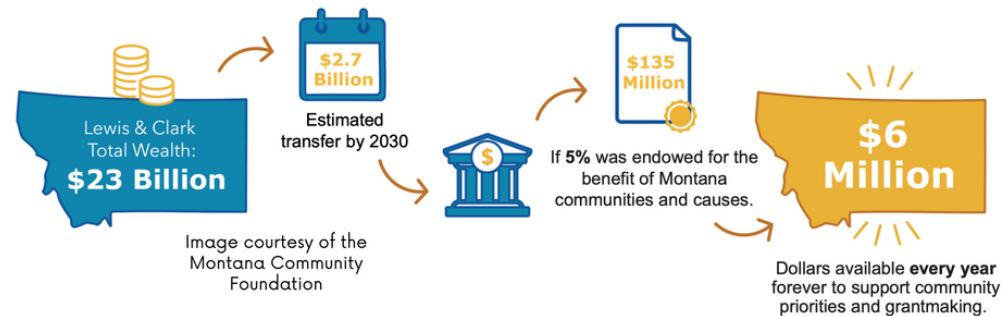 Lewis & Clark
Total Wealth:
$23 Billion
$2.7
Billion
Estimated
transfer by 2030
$
$135
Million
If 5% was endowed for the
benefit of Montana
communities and causes.
$6
Million
Dollars available every year
forever to support community
priorities and grantmaking.
Image courtesy of the
Montana Community
Foundation